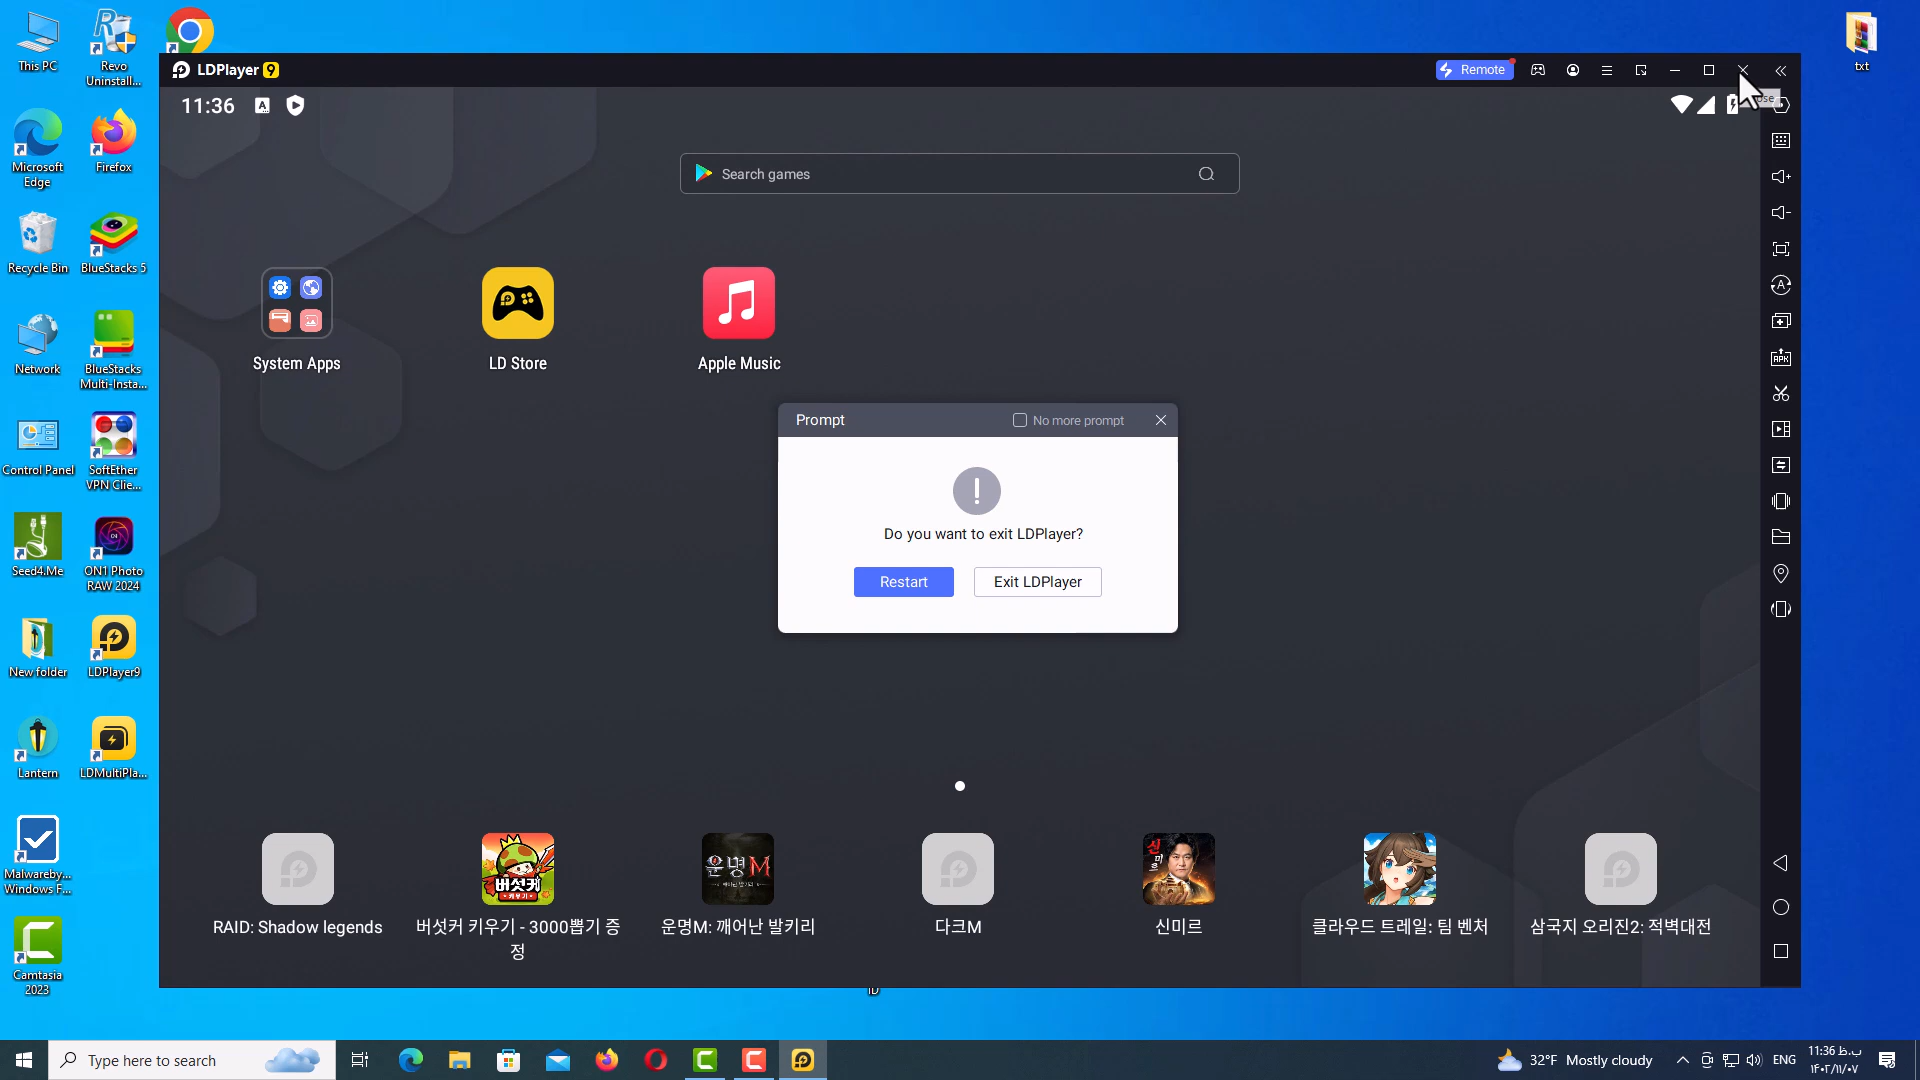 This PC
Revo
Uninstall...
txt
LDPlayer 9
Remote
11:36
Search games
Microsoft
Edge
Firefox
Recycle Bin
BlueStacks 5
System Apps
LD Store
Apple Music
Network
BlueStacks
Multi-Insta...
Prompt
No more prompt
Do you want to exit LDPlayer?
Restart
Exit LDPlayer
Control Panel
SoftEther
VPN Clie...
Seed4.Me
ON1 Photo
RAW 2024
New folder
LDPlayer9
Lantern
LDMultiPla...
Malwareby...
Windows F...
Camtasia
2023
RAID: Shadow legends
버섯커 키우기 - 3000뽑기 증
정
운명M: 깨어난 발키리
다크M
신미르
클라우드 트레일: 팀 벤처
삼국지 오리진2: 적벽대전
Type here to search
32°F Mostly cloudy
ENG
11:36 ب.ظ
۱۴۰۲/۱۱/۰۷